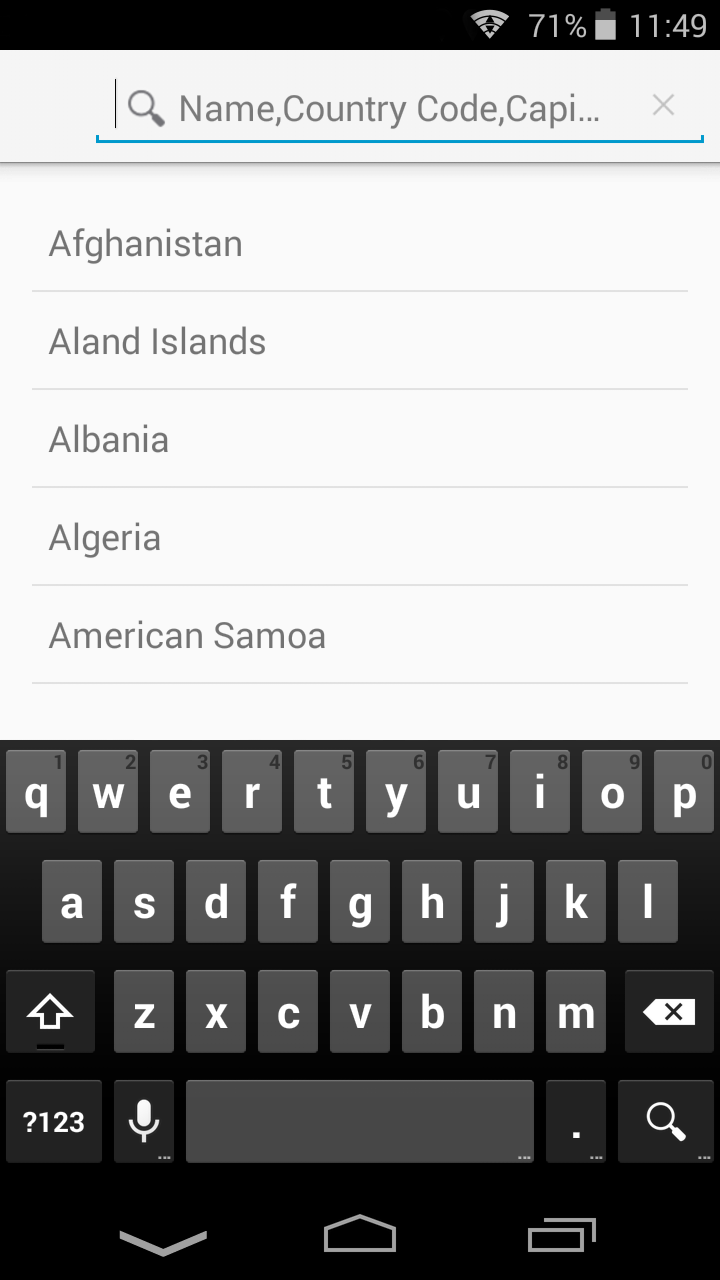 71% 11:49
Name,Country Code,Capi...
Afghanistan
Aland Islands
Albania
Algeria
American Samoa
1 2 3 4 5 6 7 8 9 0
q w e r t y u i o p
a s d f g h j k l
z x c v b n m
?123 .